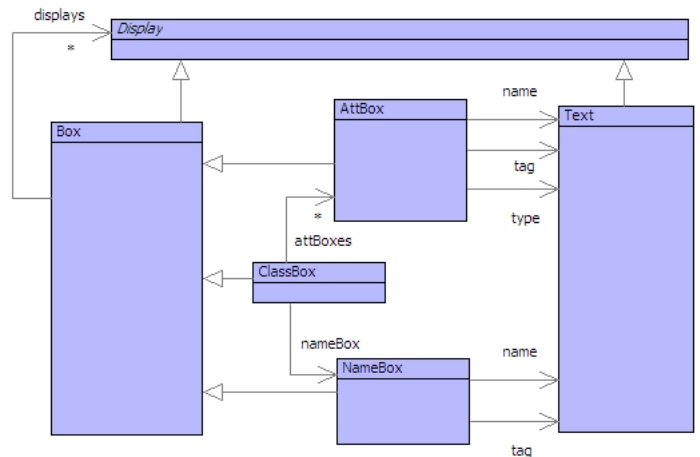 displays
Display
*
name
AttBox
Text
Box
tag
type
*
attBoxes
ClassBox
nameBox
name
NameBox
tag